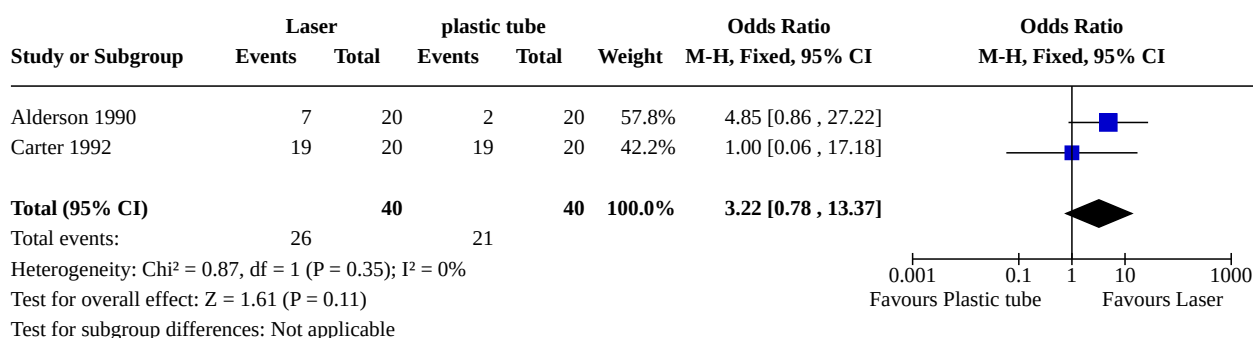 Laser plastic tube Odds Ratio Odds Ratio
Study or Subgroup Events Total Events Total Weight M-H, Fixed, 95% CI M-H, Fixed, 95% CI
Alderson 1990 7 20 2 20 57.8% 4.85 [0.86 , 27.22]
Carter 1992 19 20 19 20 42.2% 1.00 [0.06 , 17.18]
Total (95% CI) 40 40 100.0% 3.22 [0.78 , 13.37]
Total events: 26 21
Heterogeneity: Chi² = 0.87, df = 1 (P = 0.35); I² = 0%
0.001 0.1 1 10 1000
Test for overall effect: Z = 1.61 (P = 0.11) Favours Plastic tube Favours Laser
Test for subgroup differences: Not applicable